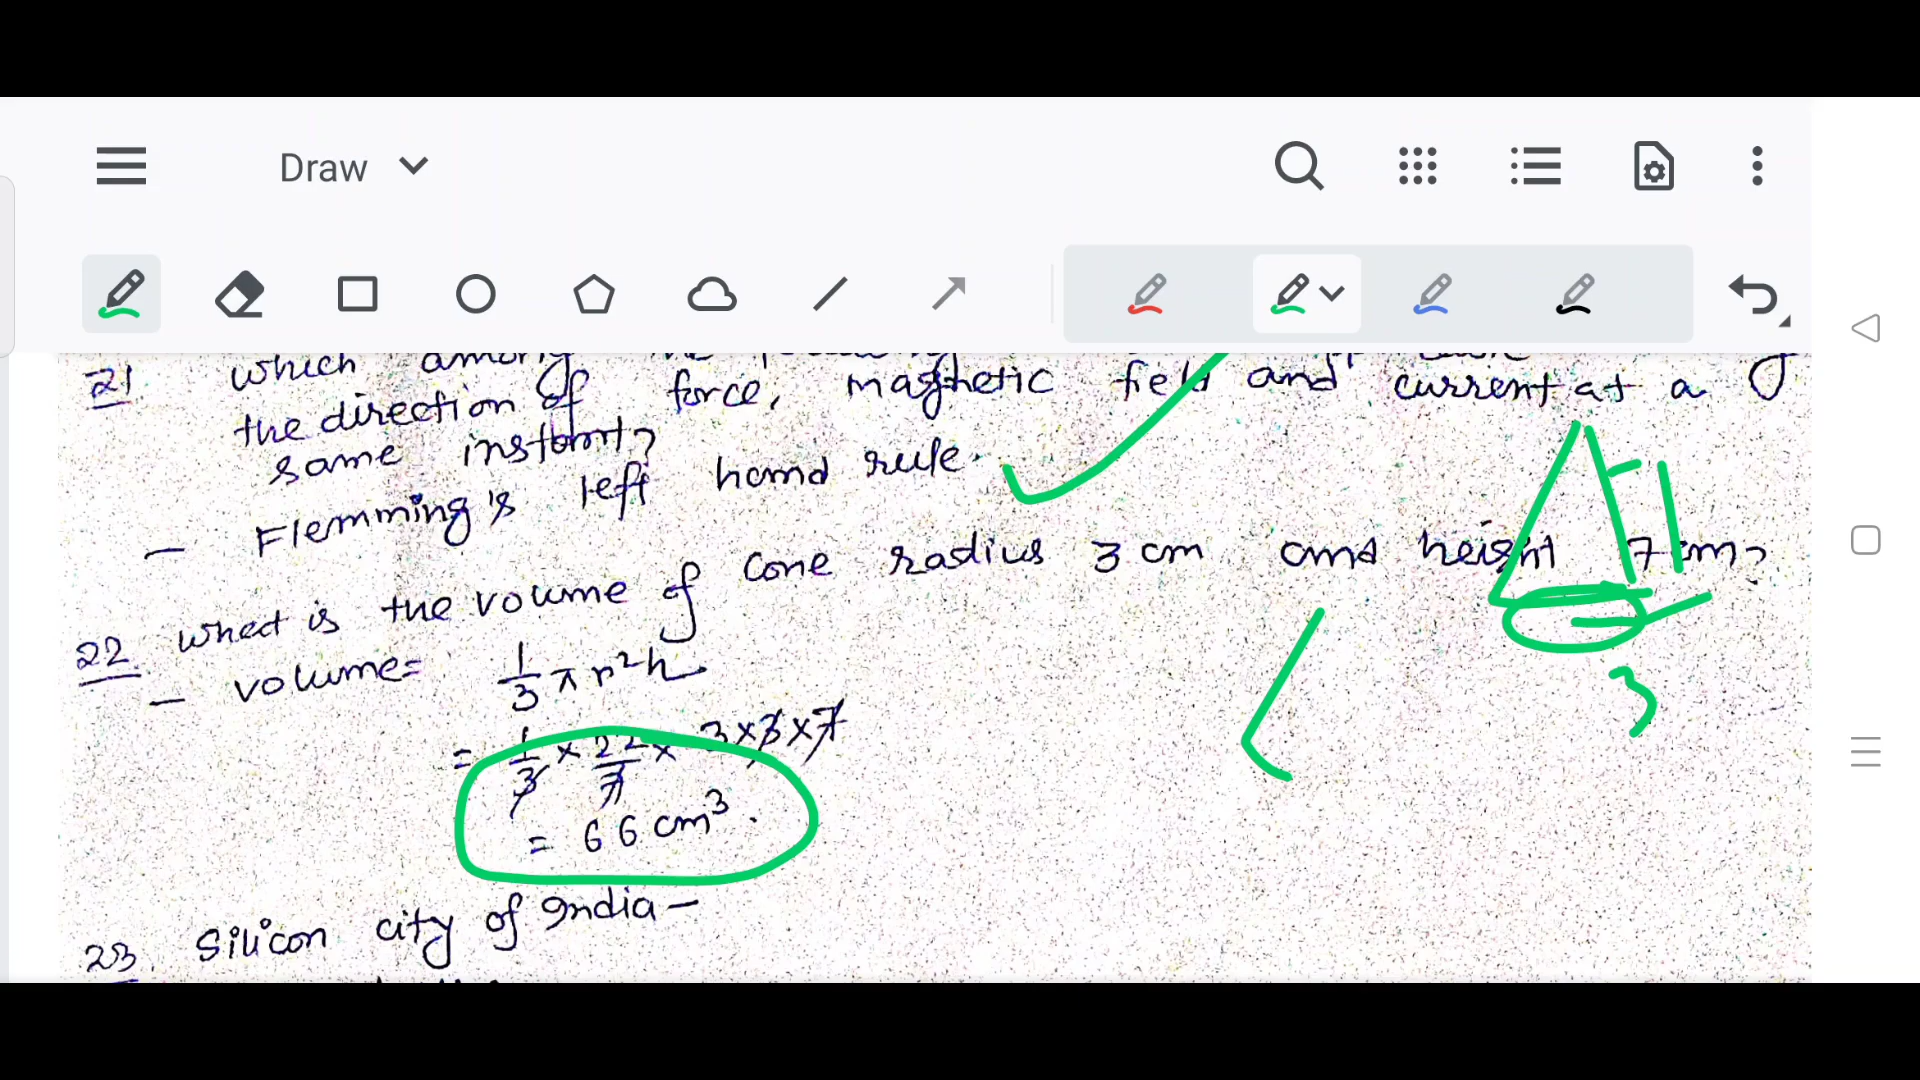 Draw
21 which among
the direction of force, magnetic field and current at a
same instant?
- Flemming's left hand rule.
22 what is the volume of cone radius 3 cm and height 7 cm?
- volume = 1/3 π r² h
= 1/3 × 22/7 × 3×3×7
= 66 cm³.
3
23. Silicon city of India -